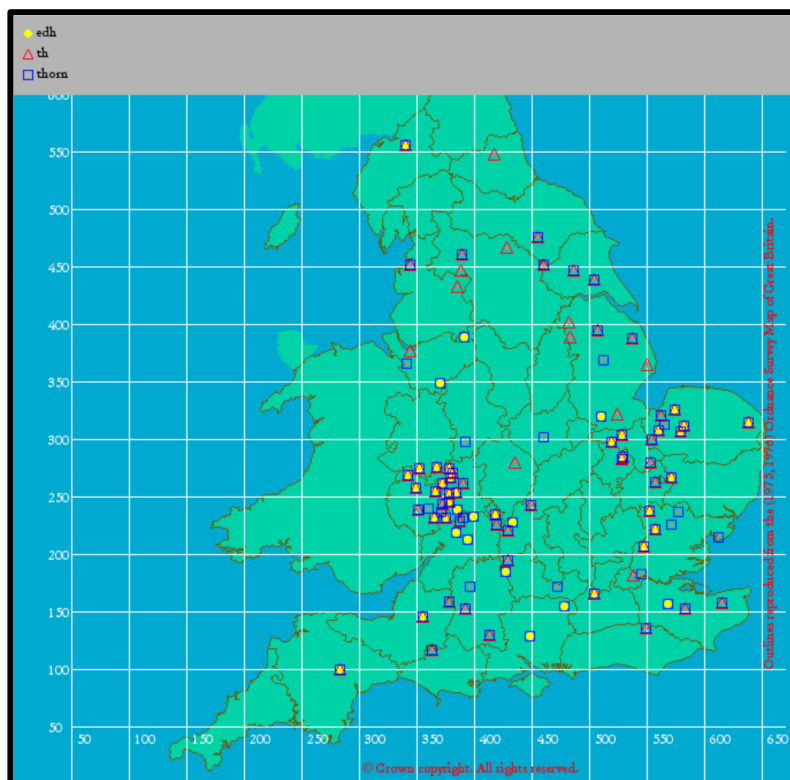 edh
th
thorn
600
550
500
450
400
350
300
250
200
150
100
50
50 100 150 200 250 300 350 400 450 500 550 600 650
© Crown copyright. All rights reserved.
Outlines reproduced from the (1975, 1976) Ordnance Survey Map of Great Britain.